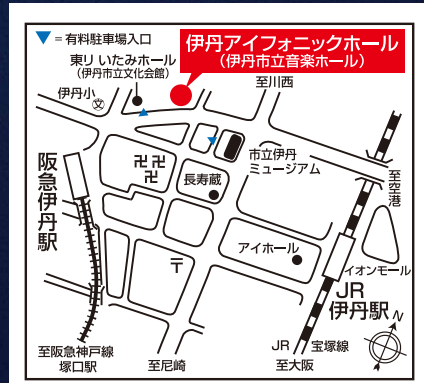 ▼= 有料駐車場入口
伊丹アイフォニックホール
(伊丹市立音楽ホール)
東リ いたみホール
(伊丹市立文化会館)
至川西
伊丹小
文
市立伊丹
ミュージアム
至空港
卍 卍
卍
長寿蔵
阪急伊丹駅
アイホール
〒
イオンモール
JR
伊丹駅
N
至阪急神戸線
塚口駅
至尼崎
JR 宝塚線
至大阪